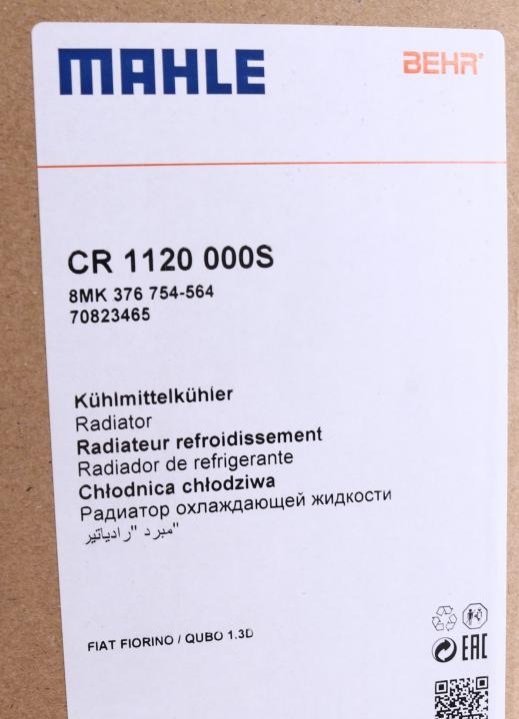 MAHLE BEHR®
CR 1120 000S
8MK 376 754-564
70823465
Kühlmittelkühler
Radiator
Radiateur refroidissement
Radiador de refrigerante
Chłodnica chłodziwa
Радиатор охлаждающей жидкости
مبرد "رادياتير"
FIAT FIORINO / QUBO 1.3D
EAC